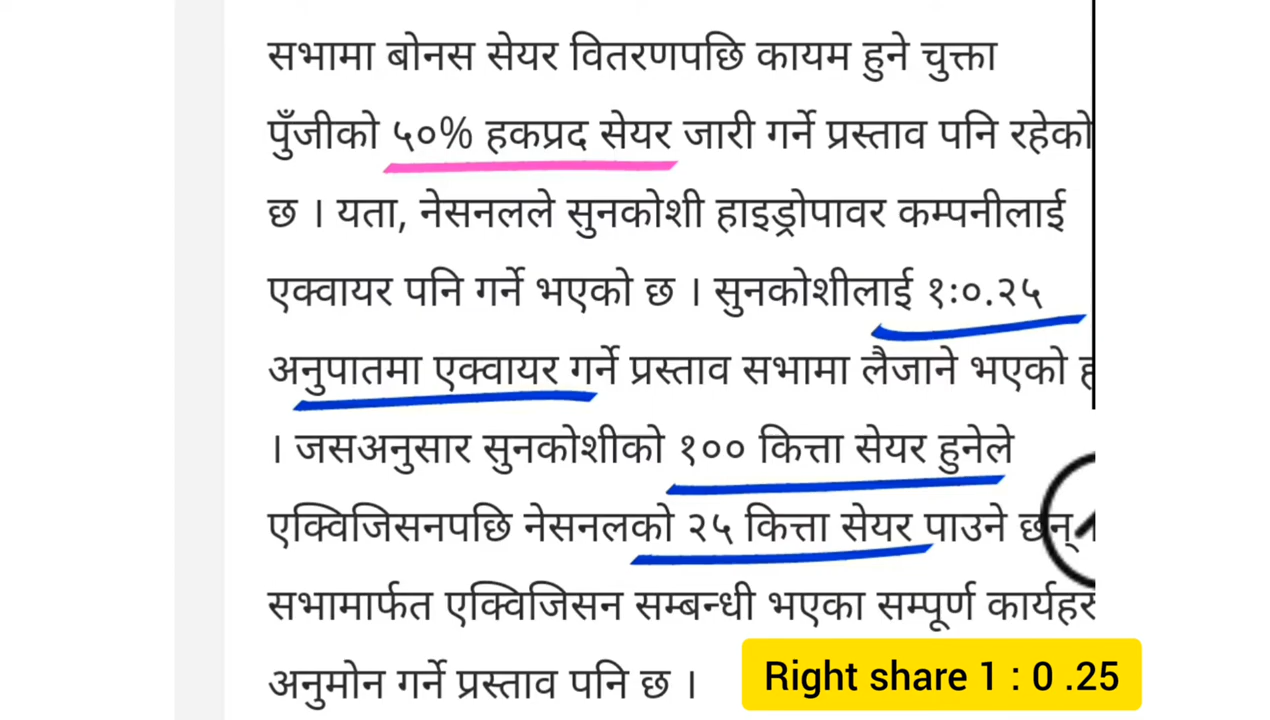 सभामा बोनस सेयर वितरणपछि कायम हुने चुक्ता
पुँजीको ५०% हकप्रद सेयर जारी गर्ने प्रस्ताव पनि रहेको
छ । यता, नेसनलले सुनकोशी हाइड्रोपावर कम्पनीलाई
एक्वायर पनि गर्ने भएको छ । सुनकोशीलाई १ः०.२५
अनुपातमा एक्वायर गर्ने प्रस्ताव सभामा लैजाने भएको
। जसअनुसार सुनकोशीको १०० कित्ता सेयर हुनेले
एक्विजिसनपछि नेसनलको २५ कित्ता सेयर पाउने छन्
सभामार्फत एक्विजिसन सम्बन्धी भएका सम्पूर्ण
अनुमोन गर्ने प्रस्ताव पनि छ ।
Right share 1 : 0 .25